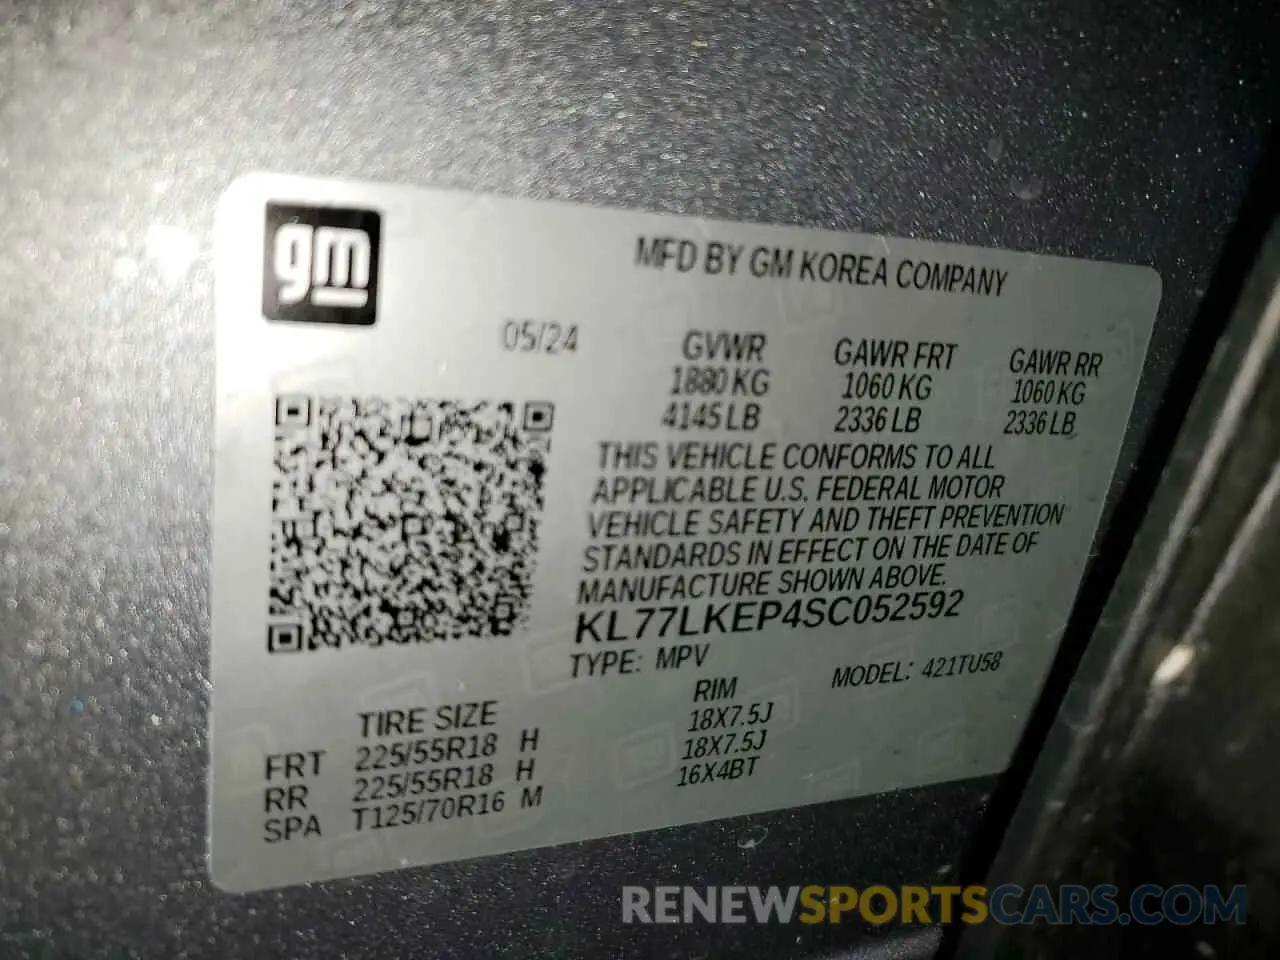 gm
MFD BY GM KOREA COMPANY
05/24
GVWR GAWR FRT GAWR RR
1880 KG 1060 KG 1060 KG
4145 LB 2336 LB 2336 LB
THIS VEHICLE CONFORMS TO ALL
APPLICABLE U.S. FEDERAL MOTOR
VEHICLE SAFETY AND THEFT PREVENTION
STANDARDS IN EFFECT ON THE DATE OF
MANUFACTURE SHOWN ABOVE.
KL77LKEP4SC052592
TYPE: MPV MODEL: 421TU58
TIRE SIZE RIM
FRT 225/55R18 H 18X7.5J
RR 225/55R18 H 18X7.5J
SPA T125/70R16 M 16X4BT
RENEWSPORTSCARS.COM